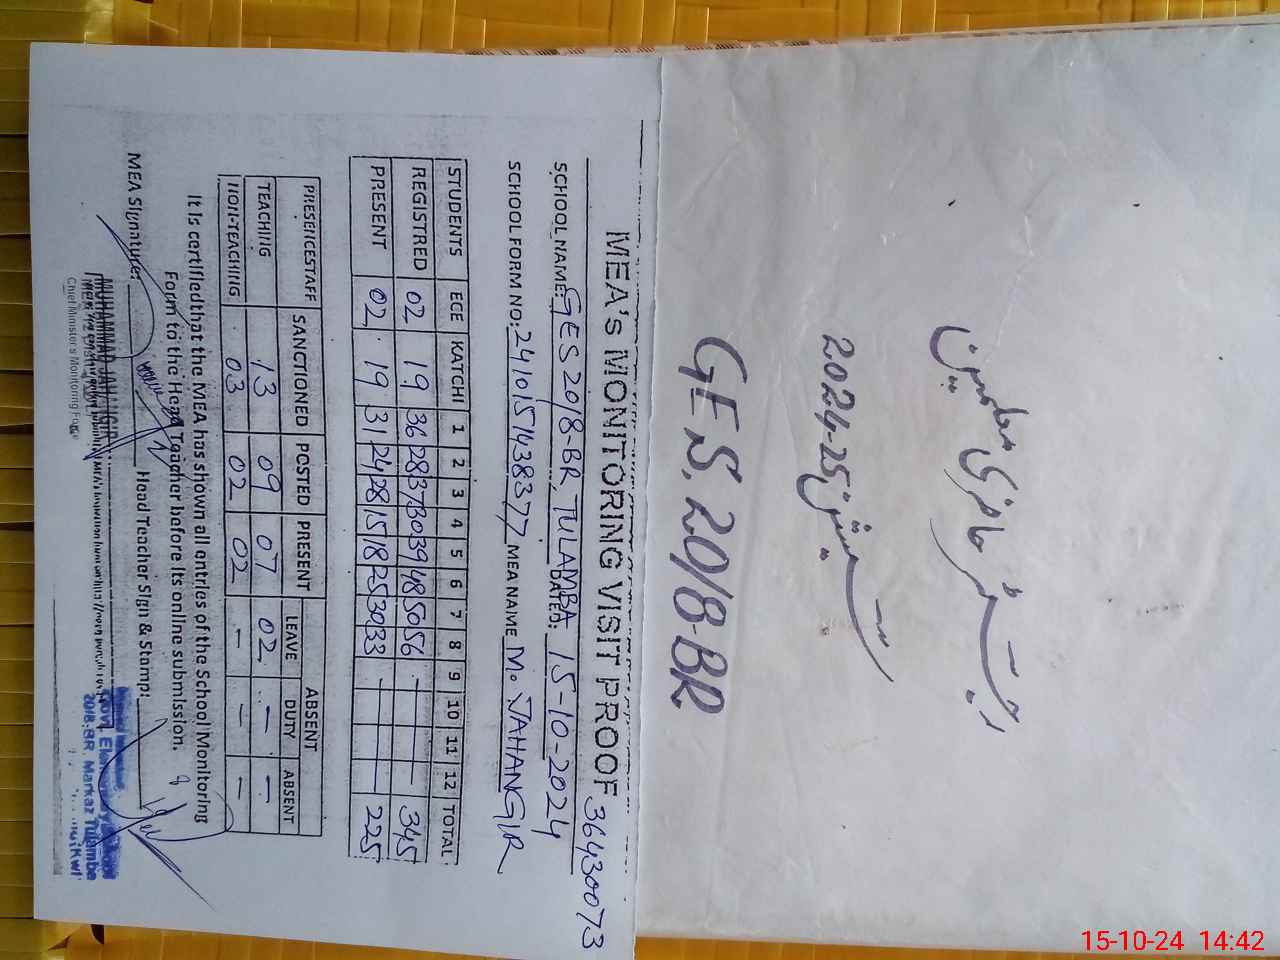 رجسٹر حاضری معلمین
سیشن 2024-25
GES, 20/8-BR
MEA's MONITORING VISIT PROOF 36430073
SCHOOL NAME: GES 20/8-BR, TULAMBA DATED: 15-10-2024
SCHOOL FORM NO: 2410151438377 MEA NAME M. JAHANGIR
STUDENTS ECE KATCHI 1 2 3 4 5 6 7 8 9 10 11 12 TOTAL
REGISTRED 02 19 36 28 37 30 39 48 50 56 - - - - 345
PRESENT 02 19 31 24 28 15 18 25 30 33 - - - - 225
PRESENCE STAFF SANCTIONED POSTED PRESENT ABSENT
LEAVE DUTY ABSENT
TEACHING 13 09 07 02 - -
NON-TEACHING 03 02 02 - - -
It is certified that the MEA has shown all entries of the School Monitoring
Form to the Head Teacher before its online submission.
MEA Signature: Head Teacher Sign & Stamp:
MUHAMMAD JAHANGIR
Chief Minister's Monitoring Force
Govt. Elementary School
20/8-BR, Markaz Tulamba
15-10-24 14:42